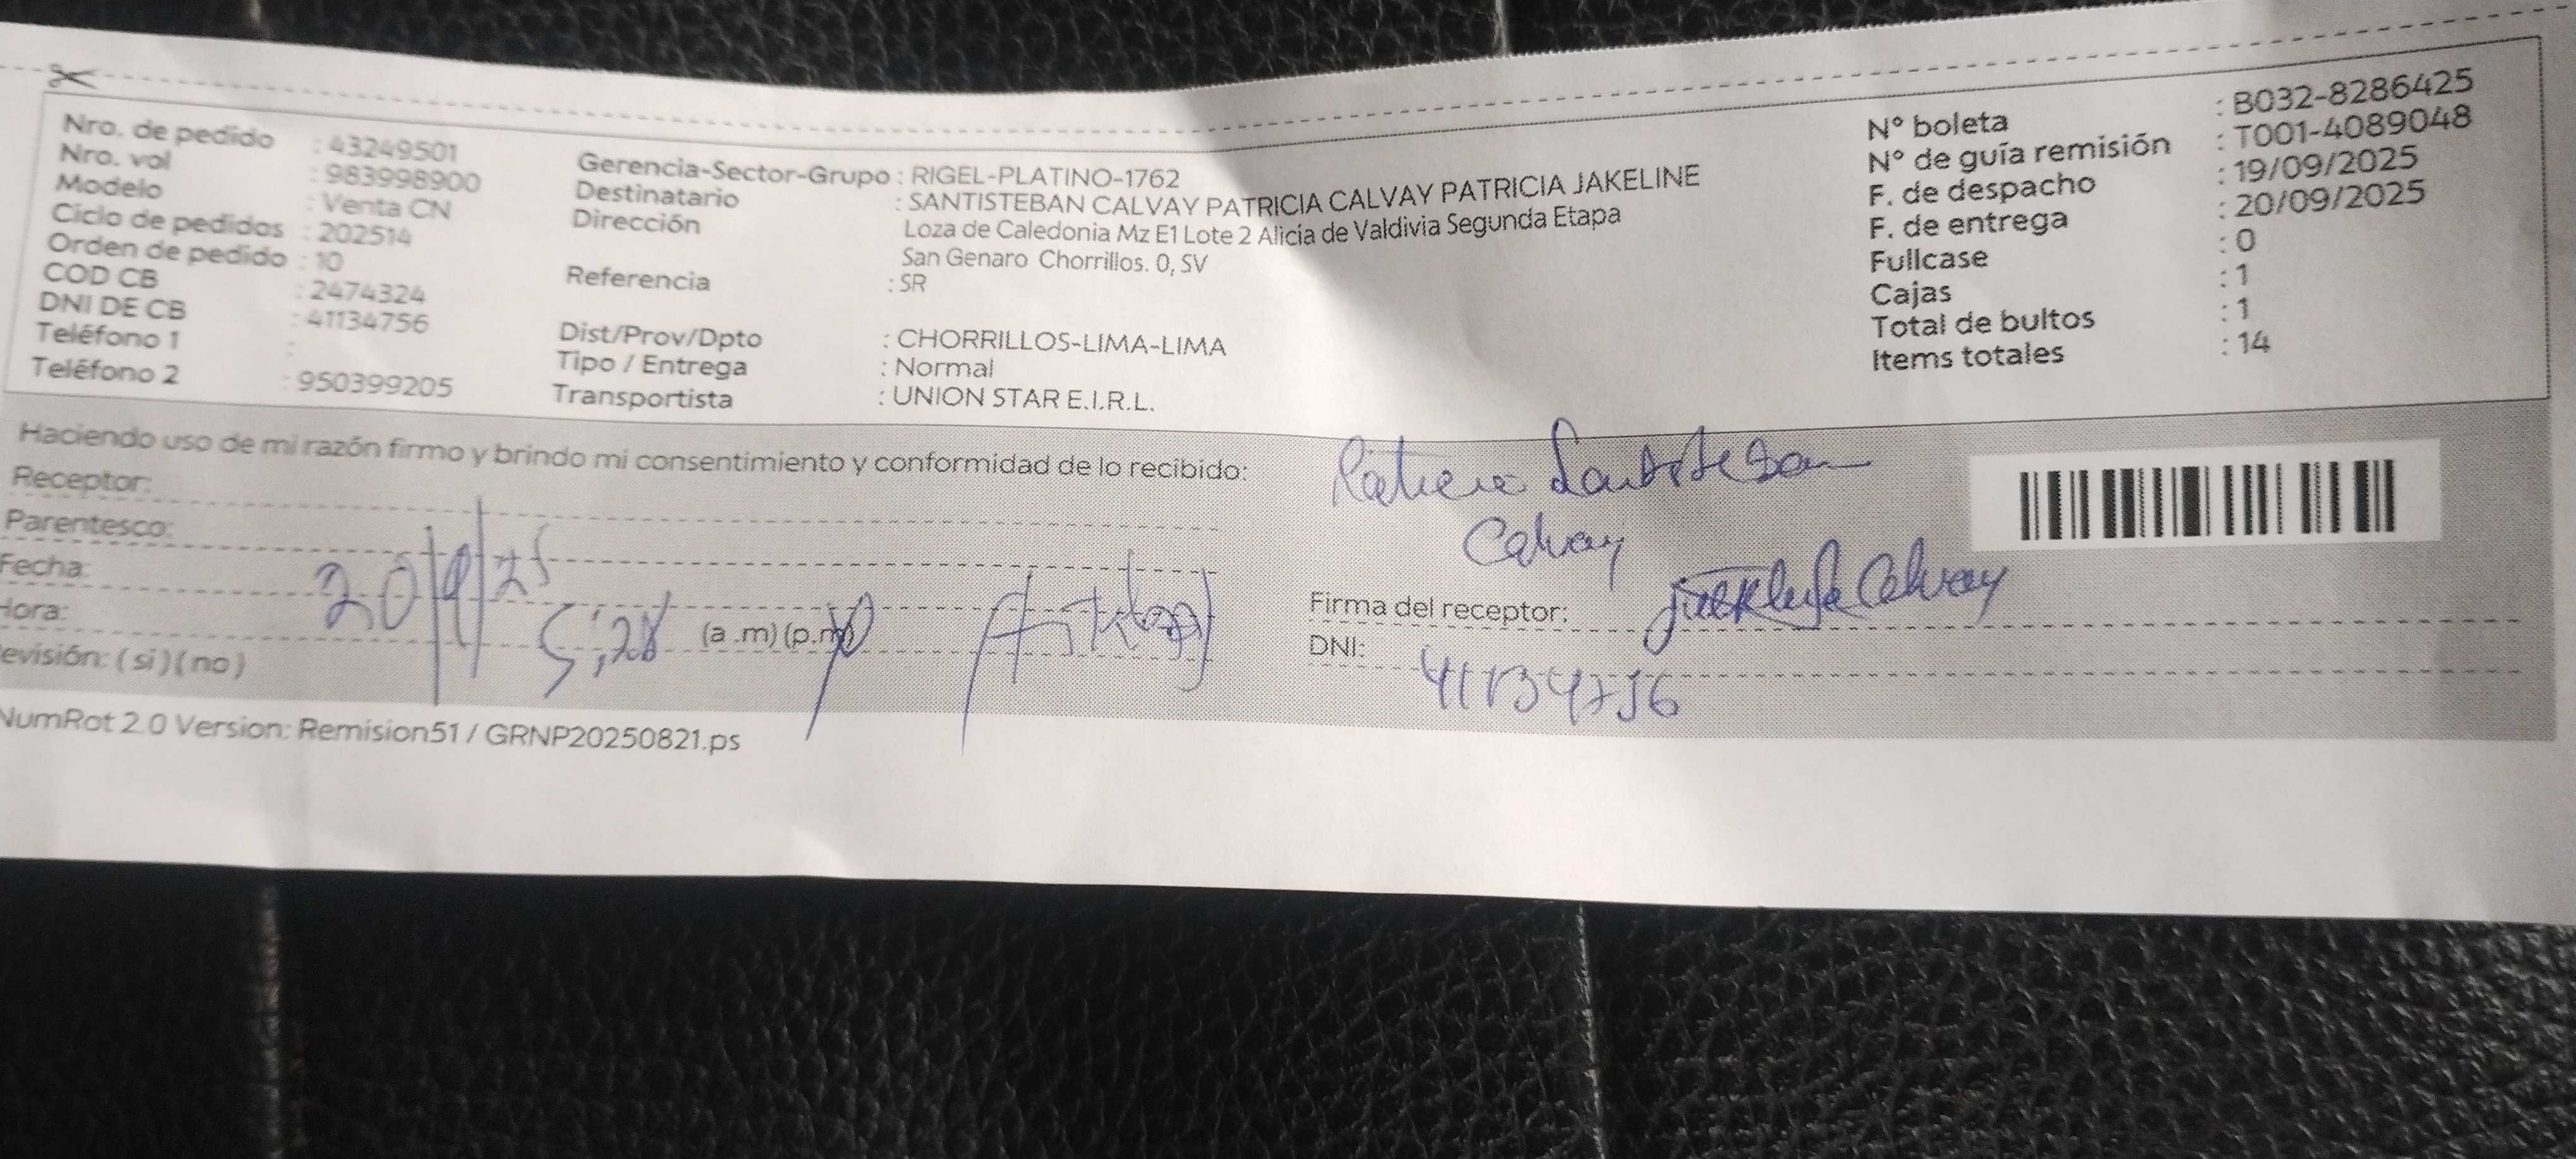 Nro. de pedido : 43249501
Nro. vol : 983998900
Modelo : Venta CN
Ciclo de pedidos : 202514
Orden de pedido : 10
COD CB : 2474324
DNI DE CB : 41134756
Teléfono 1 :
Teléfono 2 : 950399205
Gerencia-Sector-Grupo : RIGEL-PLATINO-1762
Destinatario : SANTISTEBAN CALVAY PATRICIA CALVAY PATRICIA JAKELINE
Dirección Loza de Caledonia Mz E1 Lote 2 Alicia de Valdivia Segunda Etapa
San Genaro Chorrillos. 0, SV
Referencia : SR
Dist/Prov/Dpto : CHORRILLOS-LIMA-LIMA
Tipo / Entrega : Normal
Transportista : UNION STAR E.I.R.L.
N° boleta : B032-8286425
N° de guía remisión : T001-4089048
F. de despacho : 19/09/2025
F. de entrega : 20/09/2025
Fullcase : 0
Cajas : 1
Total de bultos : 1
Items totales : 14
Haciendo uso de mi razón firmo y brindo mi consentimiento y conformidad de lo recibido:
Receptor:
Parentesco:
Fecha: 20/9/25
Hora: (a .m) (p.m)
evisión: ( si ) ( no )
Patricia Santisteban
Calvay
Firma del receptor: Calvay
DNI: 41134756
NumRot 2.0 Version: Remision51 / GRNP20250821.ps